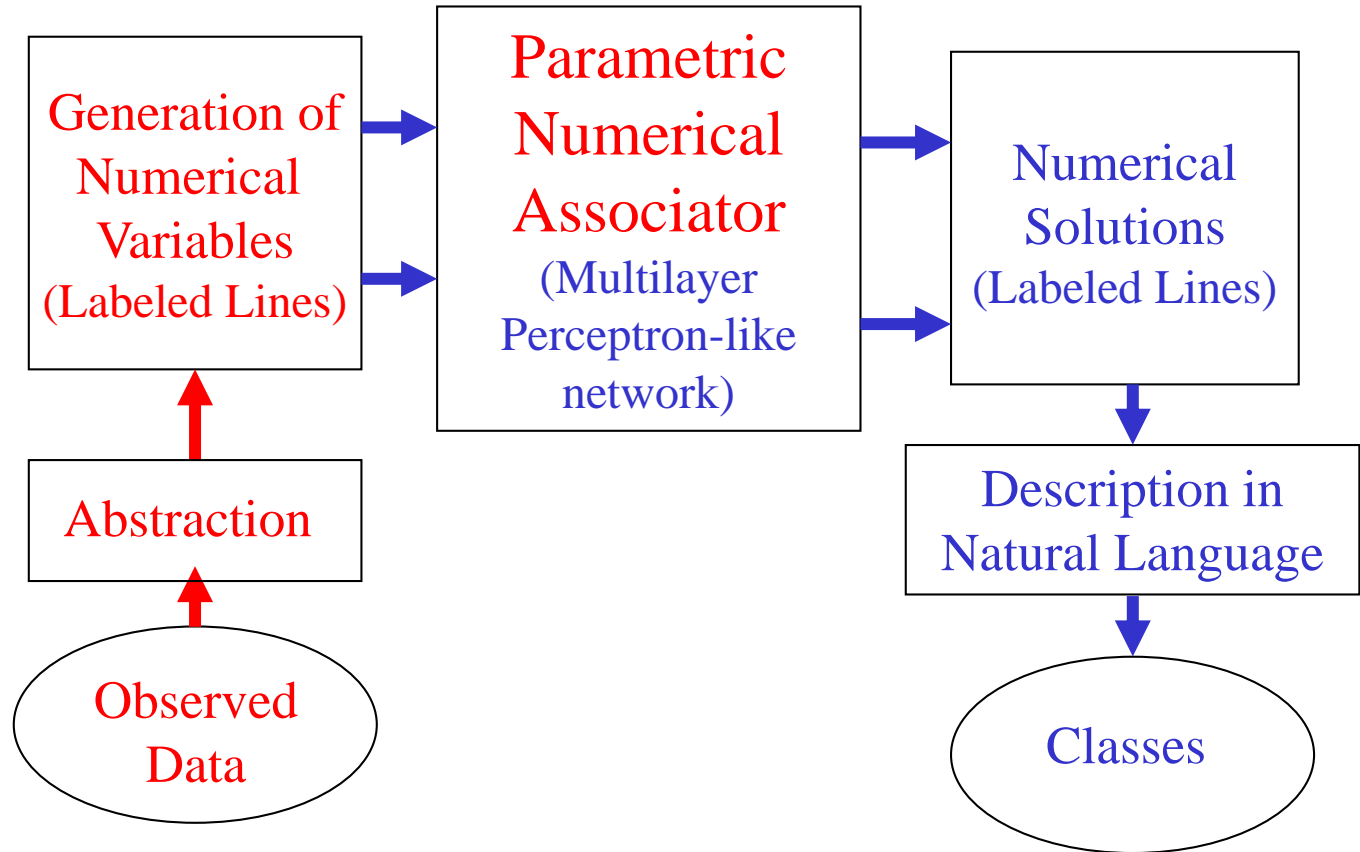 Generation of
Numerical
Variables
(Labeled Lines)
Parametric
Numerical
Associator
(Multilayer
Perceptron-like
network)
Numerical
Solutions
(Labeled Lines)
Abstraction
Description in
Natural Language
Observed
Data
Classes